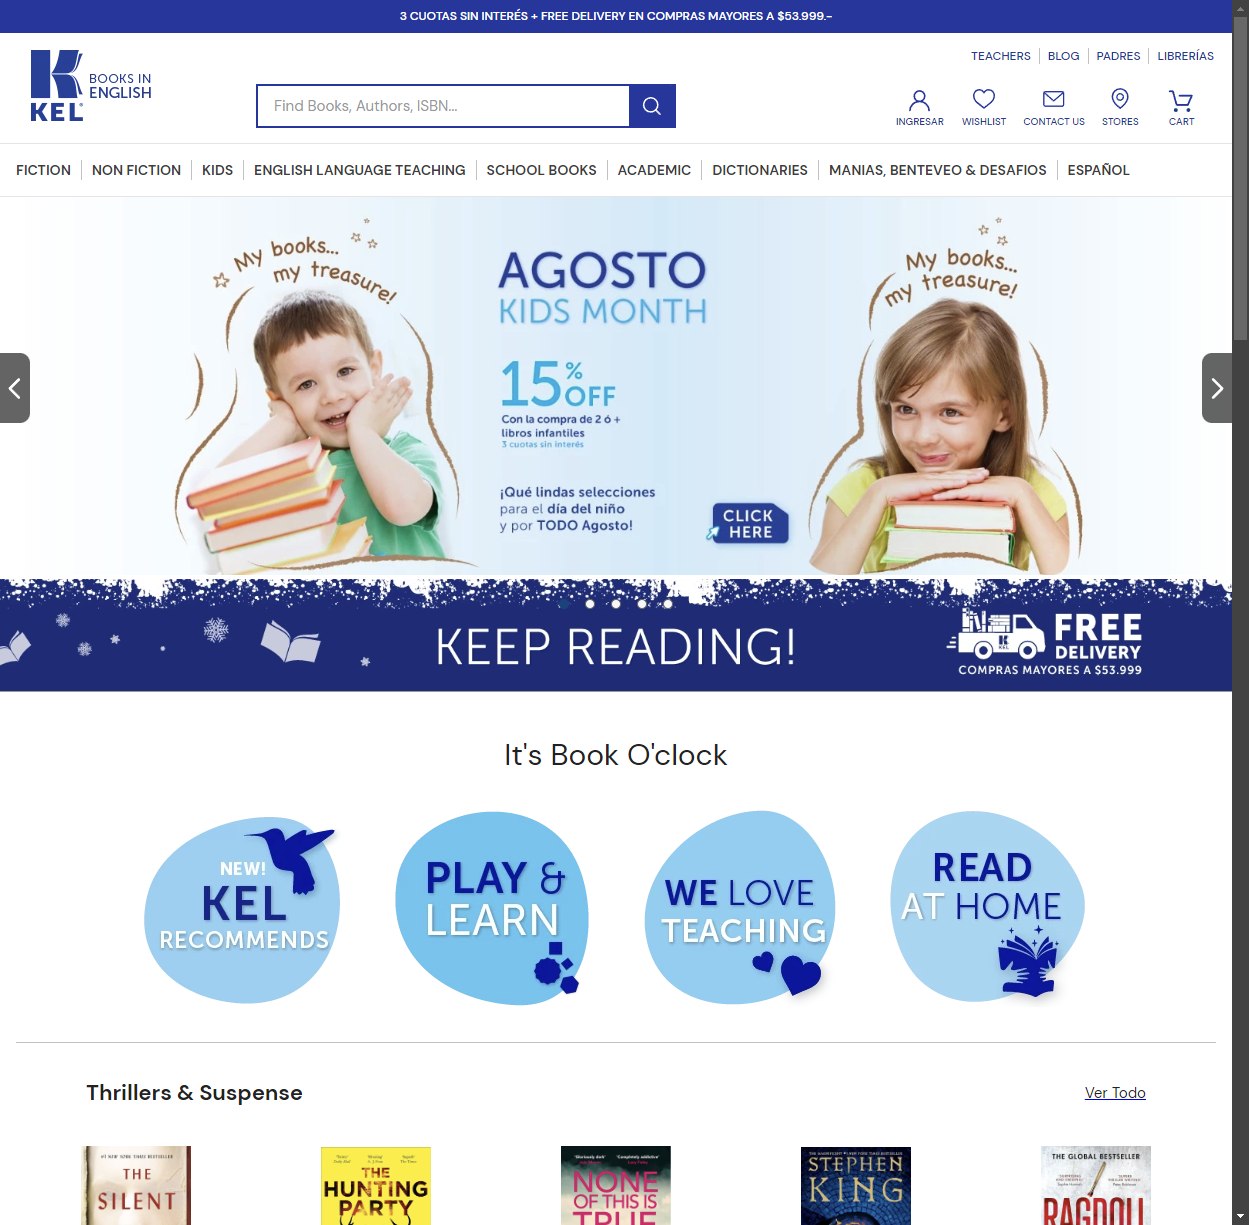 3 CUOTAS SIN INTERÉS + FREE DELIVERY EN COMPRAS MAYORES A $53.999.-
TEACHERS
BLOG
PADRES
LIBRERÍAS
BOOKS IN
ENGLISH
KEL
Find Books, Authors, ISBN...
INGRESAR
WISHLIST
CONTACT US
STORES
CART
FICTION
NON FICTION
KIDS
ENGLISH LANGUAGE TEACHING
SCHOOL BOOKS
ACADEMIC
DICTIONARIES
MANIAS, BENTEVEO & DESAFIOS
ESPAÑOL
My books...
my treasure!
AGOSTO
KIDS MONTH
15% OFF
Con la compra de 2 ó +
libros infantiles
3 cuotas sin interés
¡Qué lindas selecciones
para el día del niño
y por TODO Agosto!
CLICK
HERE
My books...
my treasure!
KEEP READING!
KEL
FREE
DELIVERY
COMPRAS MAYORES A $53.999
It's Book O'clock
NEW!
KEL
RECOMMENDS
PLAY &
LEARN
WE LOVE
TEACHING
READ
AT HOME
Thrillers & Suspense
Ver Todo
#1 NEW YORK TIMES BESTSELLER
THE
SILENT
THE
HUNTING
PARTY
NONE
OF THIS IS
TRUE
STEPHEN
KING
THE GLOBAL BESTSELLER
RAGDOLL